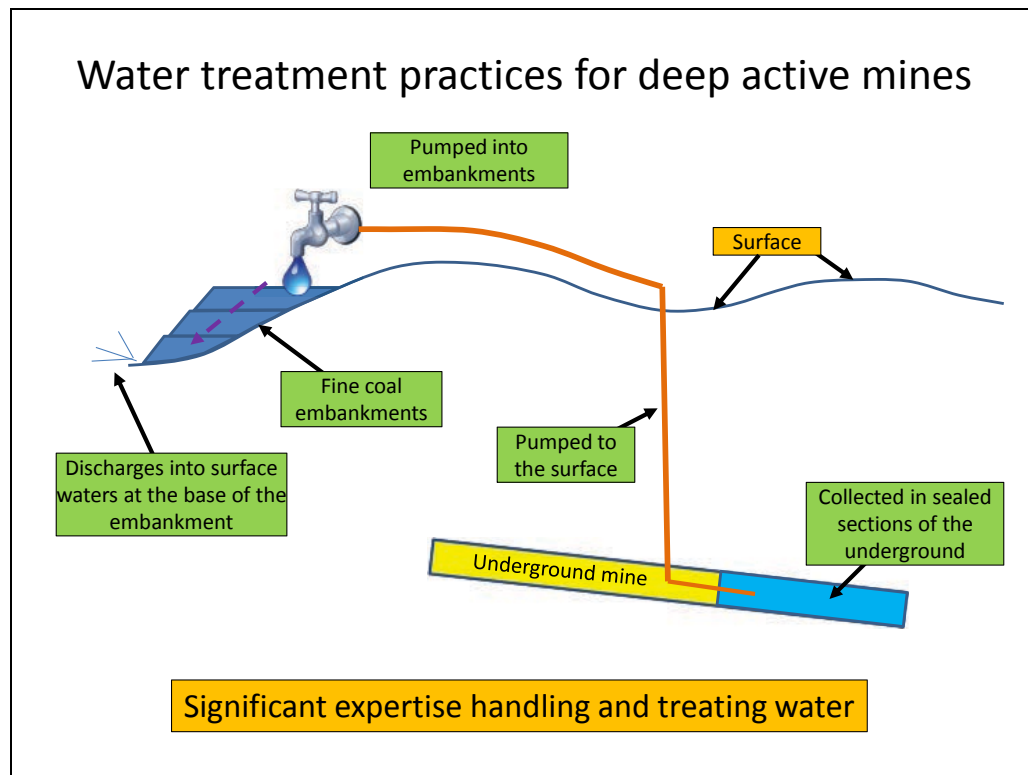 Water treatment practices for deep active mines
Pumped into
embankments
Surface
Fine coal
embankments
Pumped to
the surface
Discharges into surface
waters at the base of the
embankment
Collected in sealed
sections of the
underground
Underground mine
Significant expertise handling and treating water